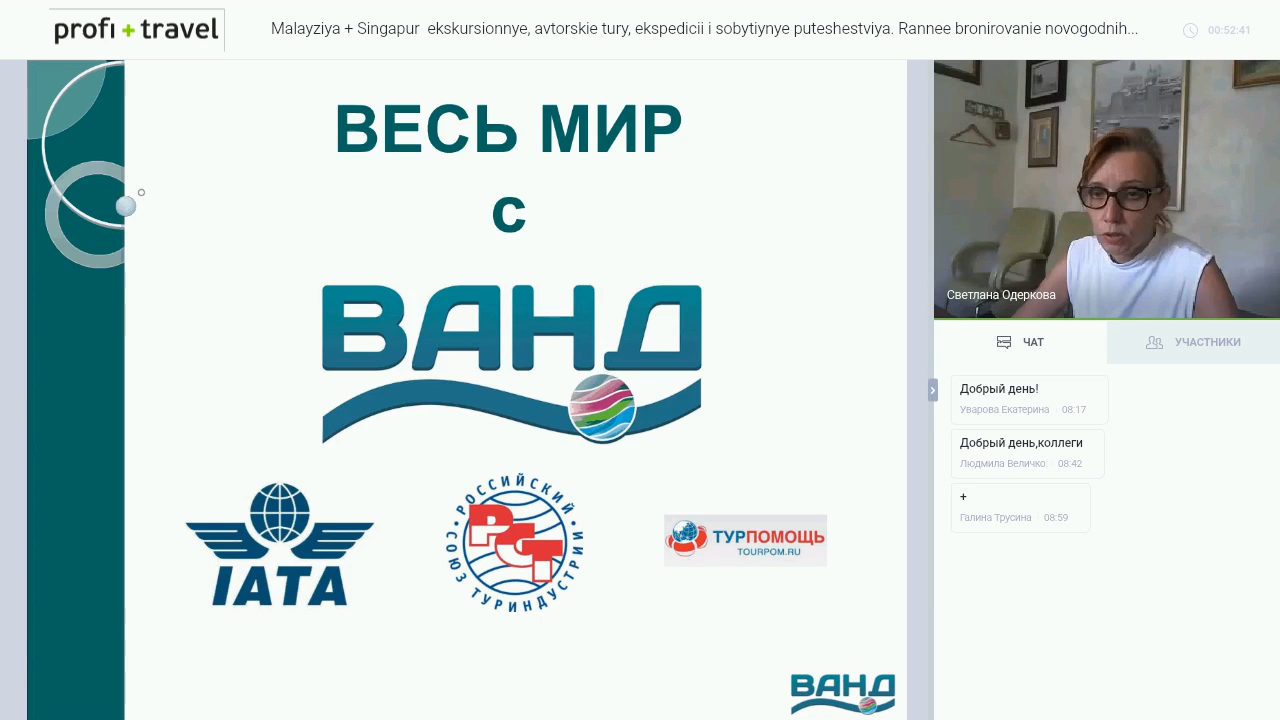 profi + travel
Malayziya + Singapur ekskursionnye, avtorskie tury, ekspedicii i sobytiynye puteshestviya. Rannee bronirovanie novogodnih...
00:52:41
ВЕСЬ МИР
с
ВАНД
IATA
РОССИЙСКИЙ
СОЮЗ ТУРИНДУСТРИИ
РСТ
ТУРПОМОЩЬ
TOURPOM.RU
ВАНД
Светлана Одеркова
ЧАТ
УЧАСТНИКИ
Добрый день!
Уварова Екатерина 08:17
Добрый день,коллеги
Людмила Величко 08:42
+
Галина Трусина 08:59